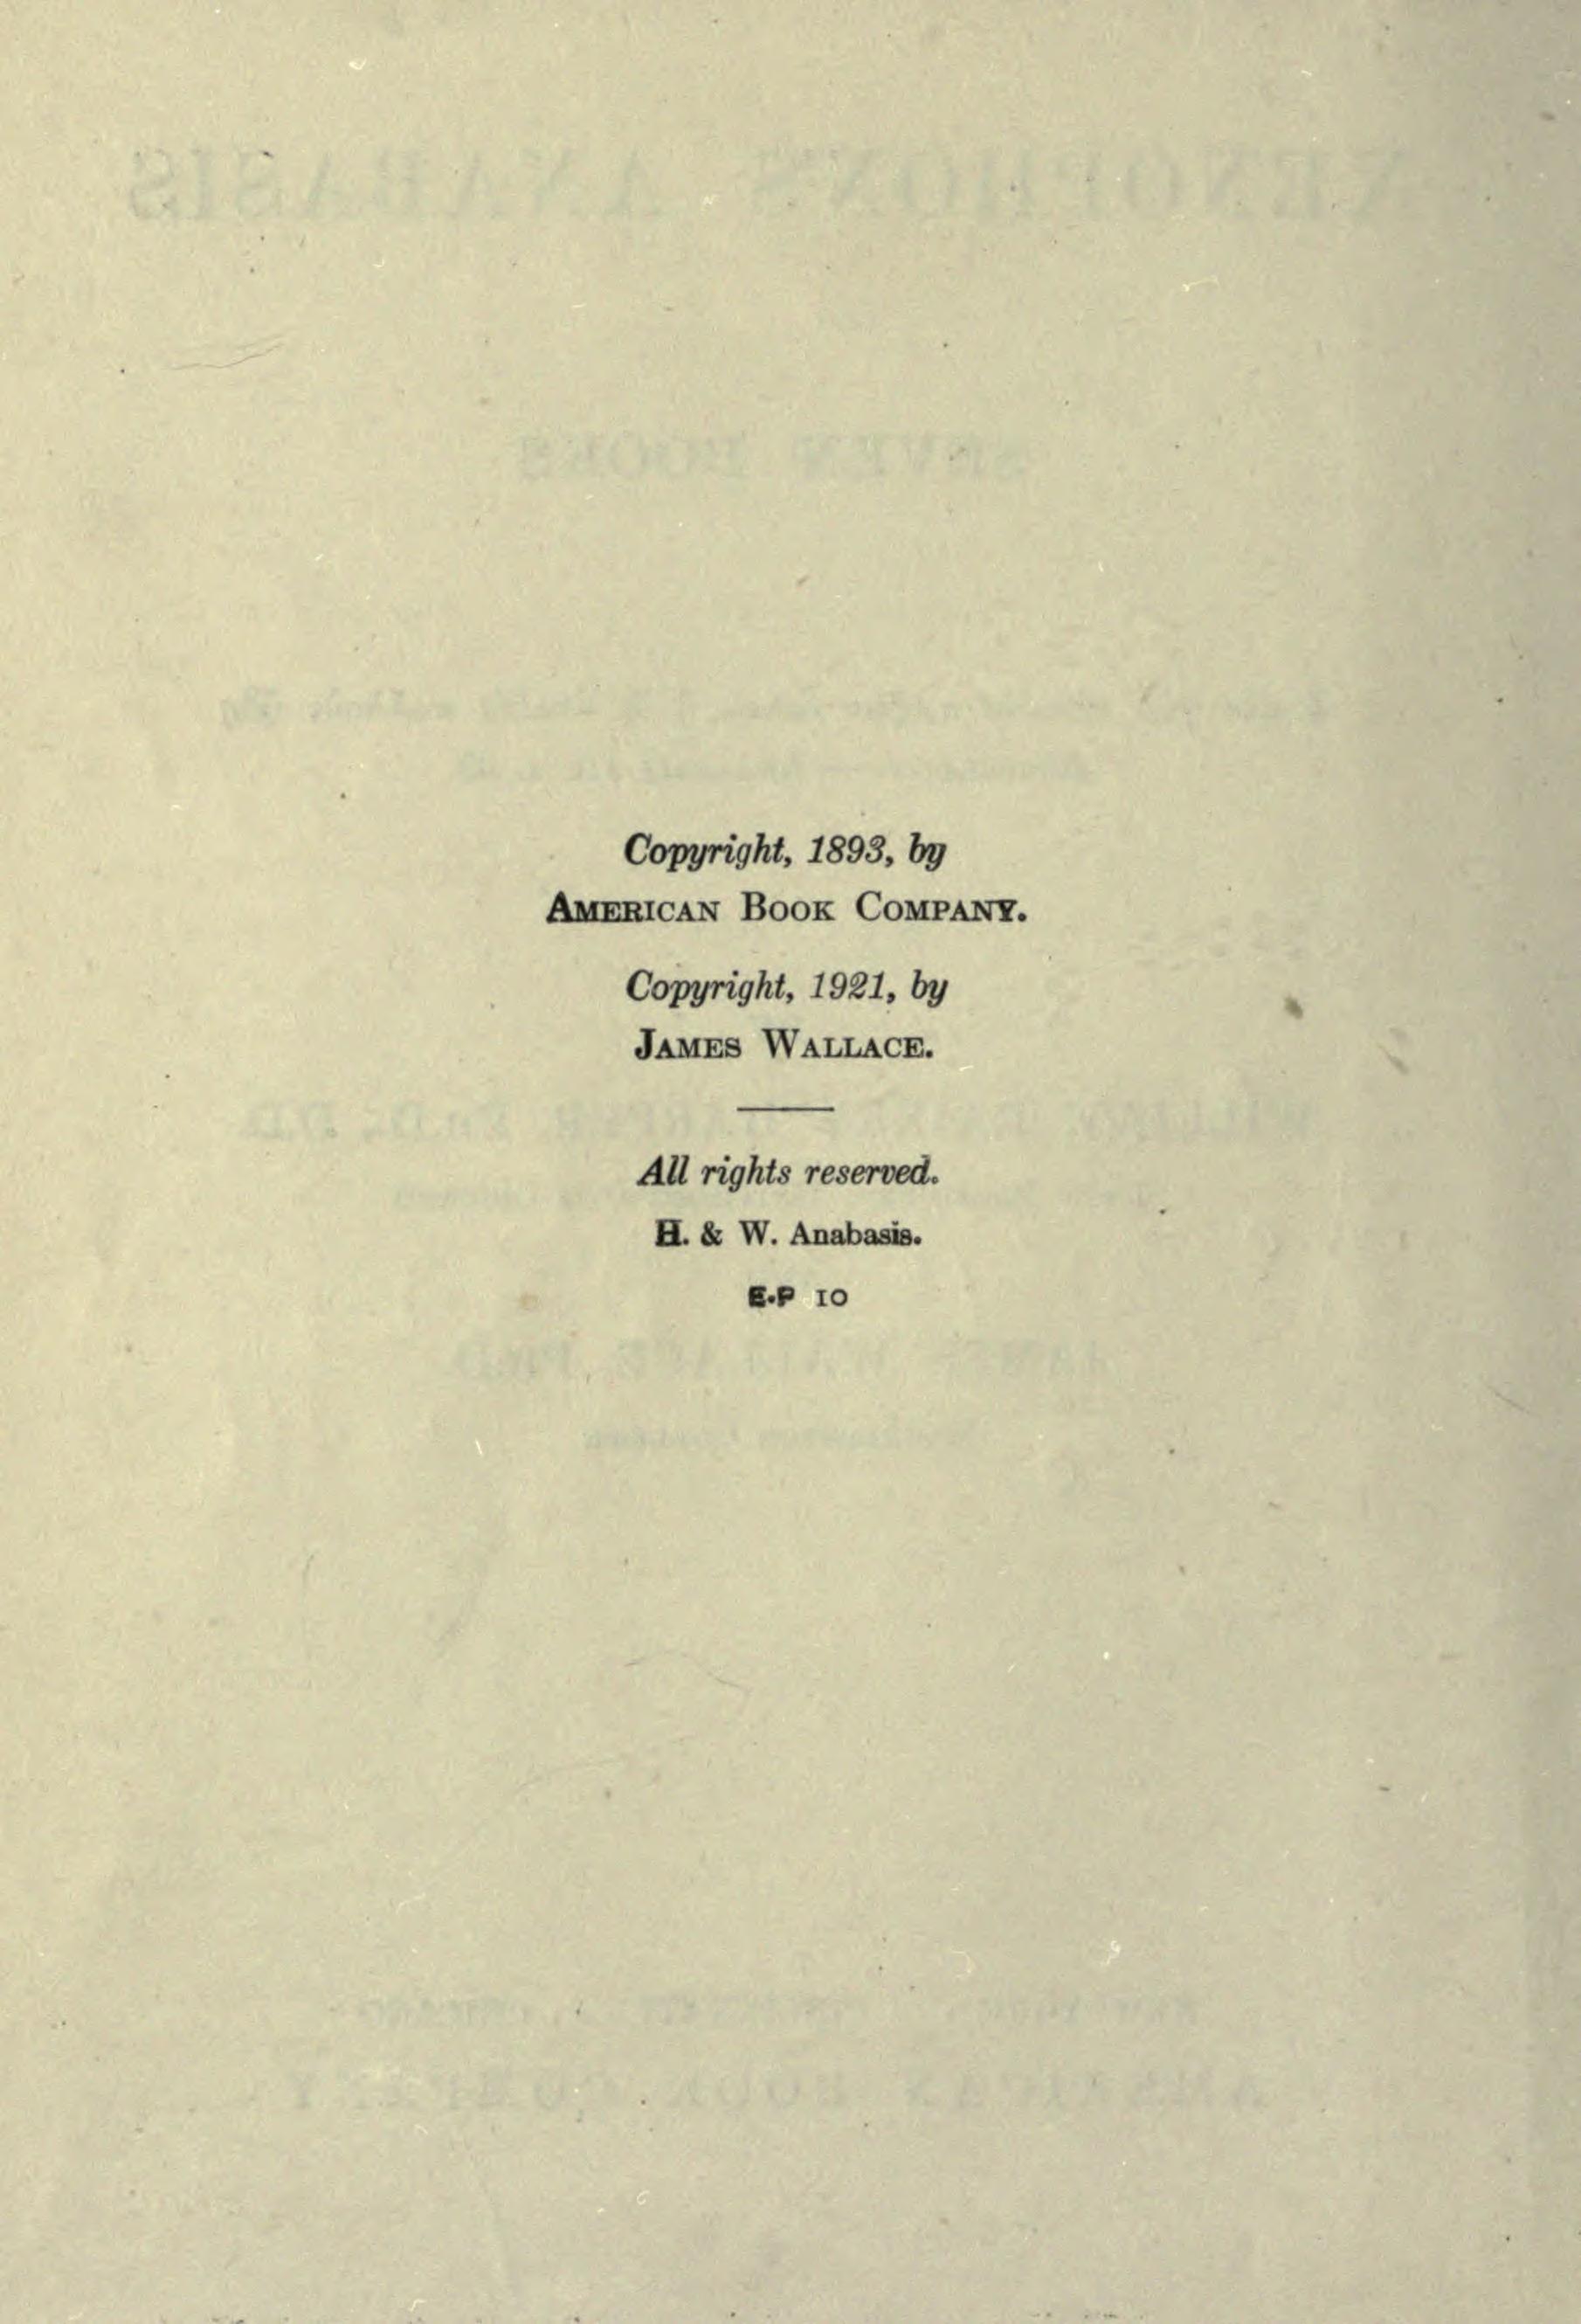 Copyright, 1893, by
AMERICAN BOOK COMPANY.
Copyright, 1921, by
JAMES WALLACE.
All rights reserved.
H. & W. Anabasis.
E.P 10